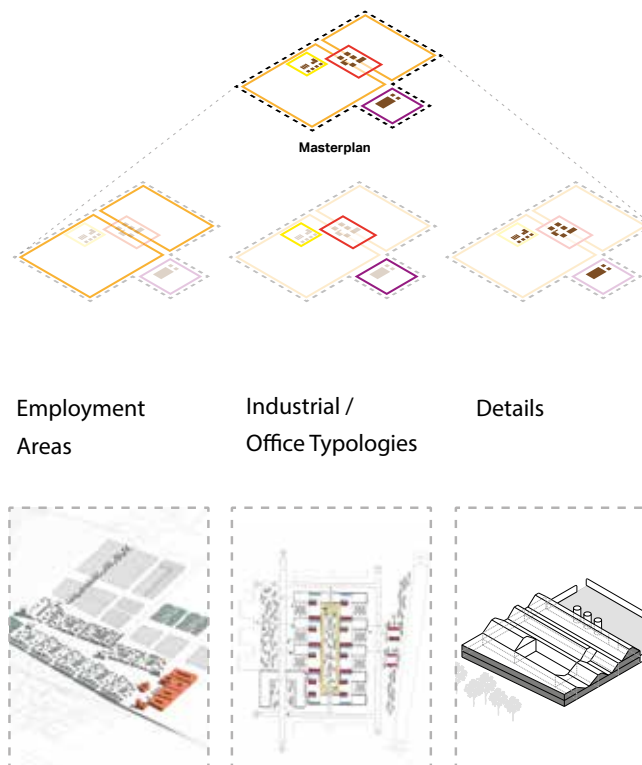 Masterplan
Employment
Areas
Industrial /
Office Typologies
Details